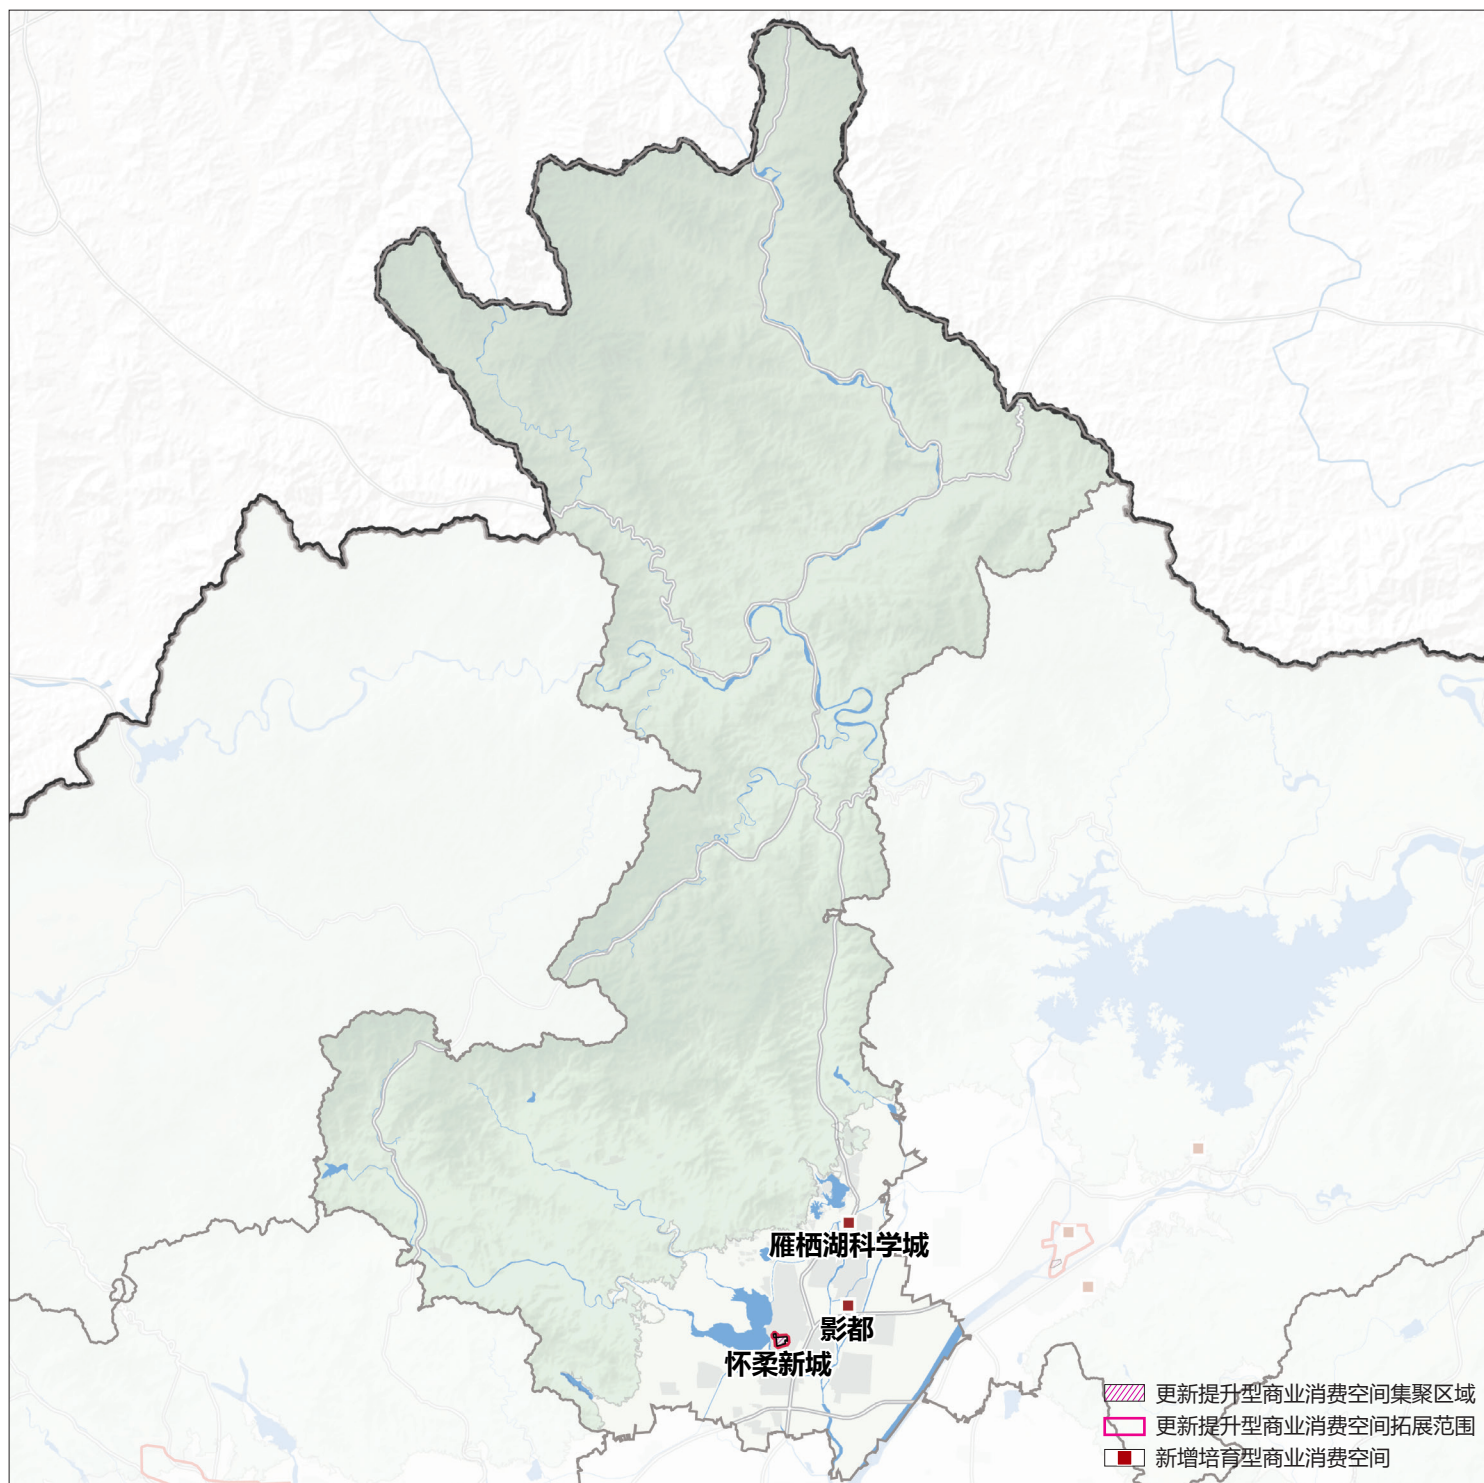 雁栖湖科学城
影都
怀柔新城
更新提升型商业消费空间集聚区域
更新提升型商业消费空间拓展范围
新增培育型商业消费空间